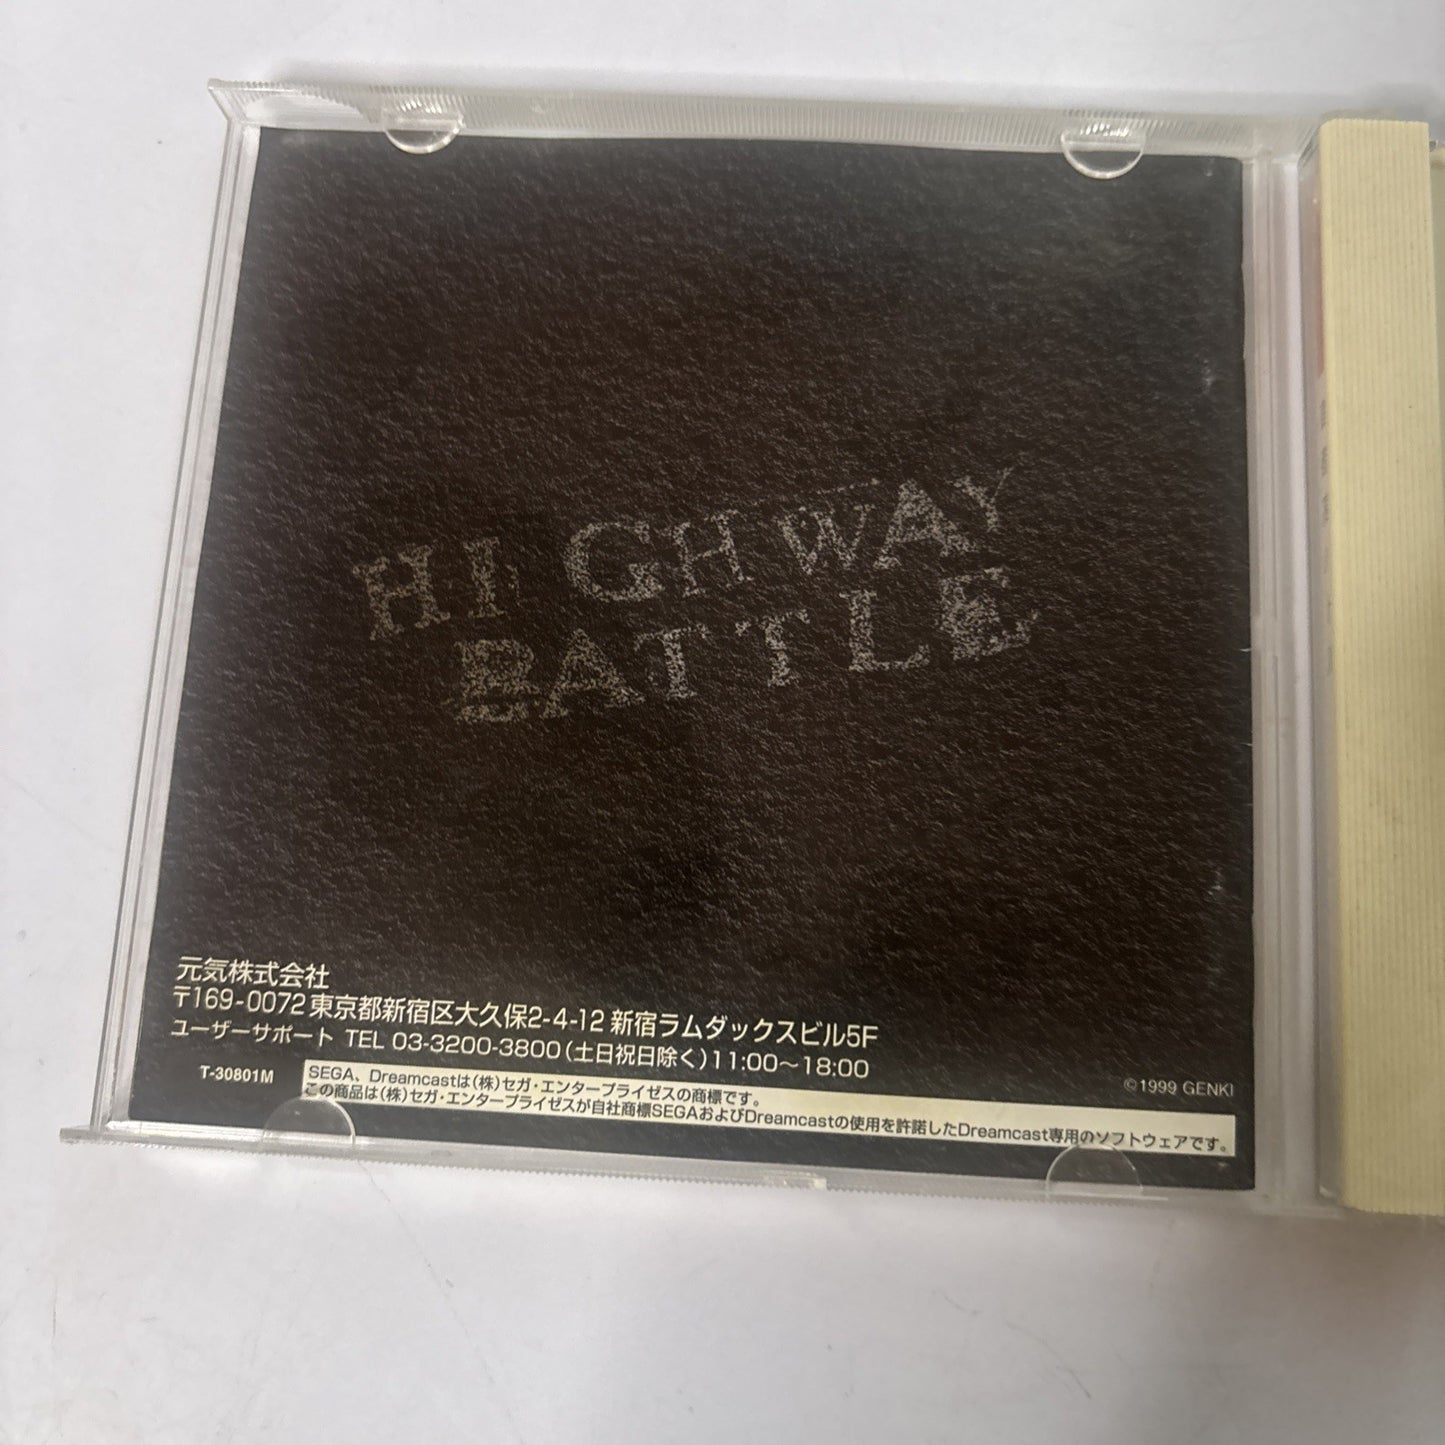 HIGHWAY
BATTLE
元気株式会社
〒169-0072 東京都新宿区大久保2-4-12 新宿ラムダックスビル5F
ユーザーサポート TEL 03-3200-3800(土日祝日除く)11:00〜18:00
T-30801M
SEGA、Dreamcastは(株)セガ・エンタープライゼスの商標です。
この商品は(株)セガ・エンタープライゼスが自社商標SEGAおよびDreamcastの使用を許諾したDreamcast専用のソフトウェアです。
©1999 GENKI